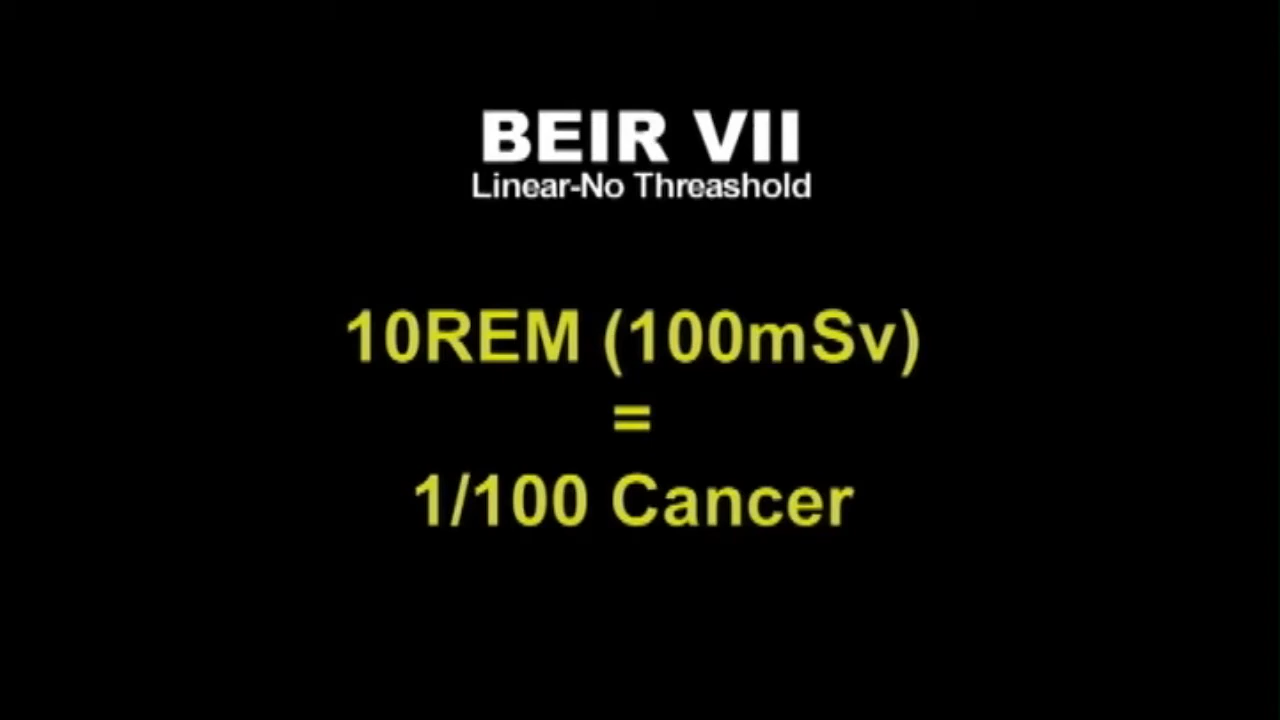 BEIR VII
Linear-No Threashold
10REM (100mSv)
=
1/100 Cancer